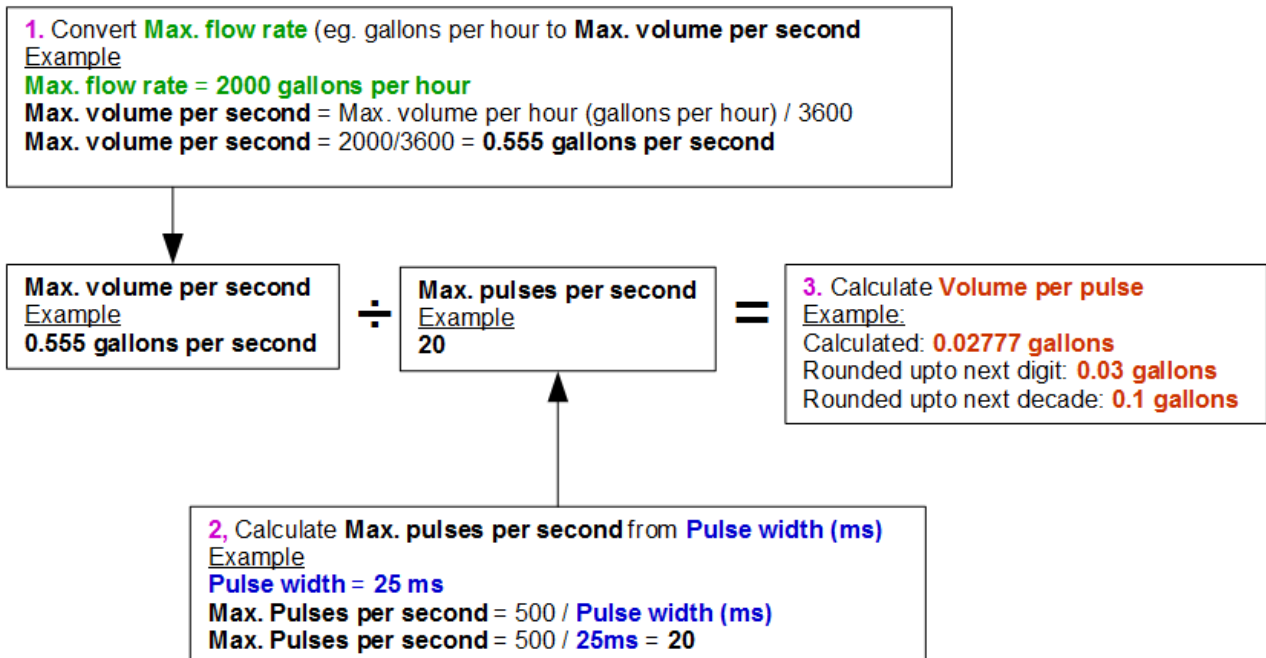 1. Convert Max. flow rate (eg. gallons per hour to Max. volume per second
Example
Max. flow rate = 2000 gallons per hour
Max. volume per second = Max. volume per hour (gallons per hour) / 3600
Max. volume per second = 2000/3600 = 0.555 gallons per second
Max. volume per second
Example
0.555 gallons per second
÷
Max. pulses per second
Example
20
=
3. Calculate Volume per pulse
Example:
Calculated: 0.02777 gallons
Rounded upto next digit: 0.03 gallons
Rounded upto next decade: 0.1 gallons
2, Calculate Max. pulses per second from Pulse width (ms)
Example
Pulse width = 25 ms
Max. Pulses per second = 500 / Pulse width (ms)
Max. Pulses per second = 500 / 25ms = 20